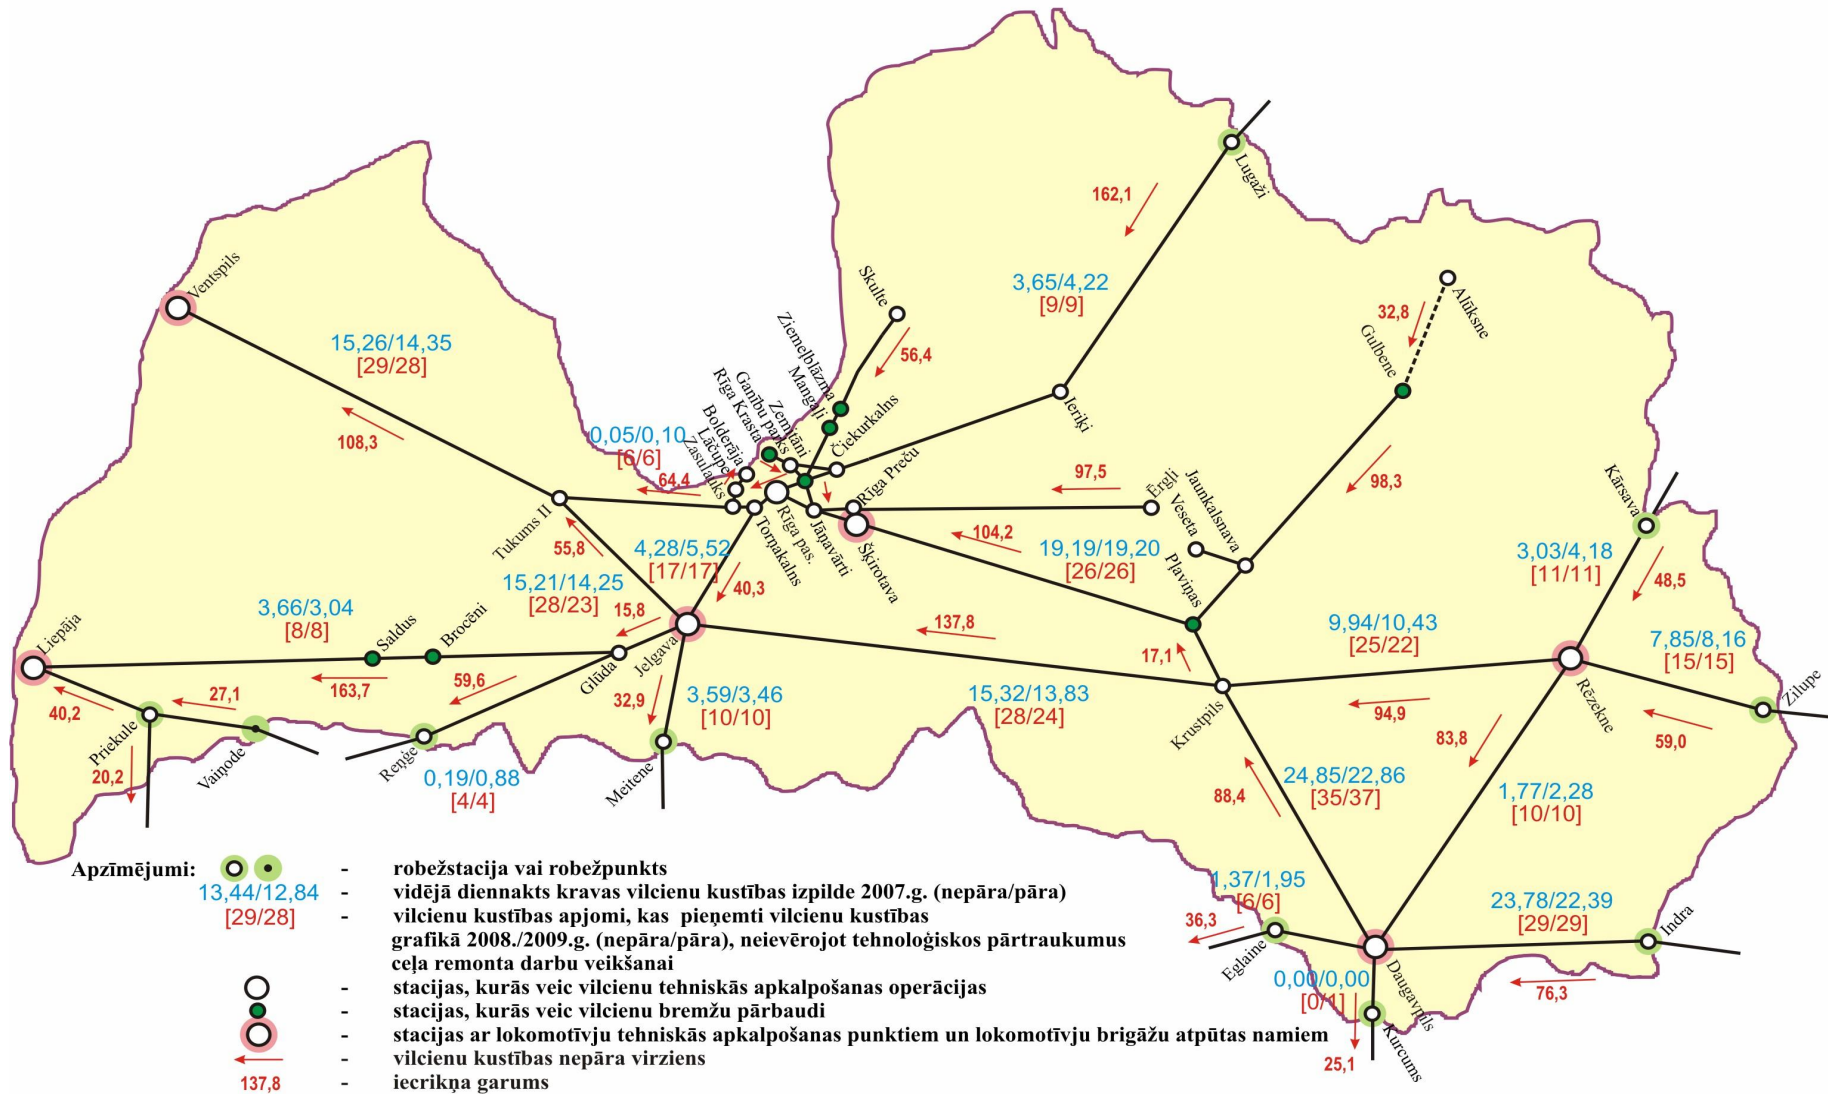 Lugaži
162,1
3,65/4,22
[9/9]
Alūksne
32,8
Gulbene
Skulte
56,4
Ventspils
15,26/14,35
[29/28]
108,3
Ziemeļblāzma
Mangaļi
Čiekurkalns
Zemitāni
Ganību parks
Rīga Krasta
Bolderāja
Lāčupe
Zasulauks
Ieriķi
Rīga Preču
97,5
Ērgļi
98,3
0,05/0,10
[6/6]
64,4
Tukums II
55,8
Torņakalns
Rīga pas.
Jāņavārti
Šķirotava
104,2
19,19/19,20
[26/26]
Jaunkalsnava
Veseta
Pļaviņas
Kārsava
3,03/4,18
[11/11]
48,5
4,28/5,52
[17/17]
40,3
15,21/14,25
[28/23]
15,8
3,66/3,04
[8/8]
Liepāja
Saldus
Brocēni
Glūda
Jelgava
137,8
17,1
9,94/10,43
[25/22]
7,85/8,16
[15/15]
Zilupe
59,0
Rēzekne
94,9
83,8
Krustpils
15,32/13,83
[28/24]
3,59/3,46
[10/10]
32,9
59,6
163,7
27,1
40,2
Priekule
20,2
Vaiņode
Reņģe
0,19/0,88
[4/4]
Meitene
88,4
24,85/22,86
[35/37]
1,77/2,28
[10/10]
1,37/1,95
[6/6]
36,3
Eglaine
23,78/22,39
[29/29]
Indra
76,3
Daugavpils
0,00/0,00
[0/1]
25,1
Kurcums
Apzīmējumi: - robežstacija vai robežpunkts
13,44/12,84 - vidējā diennakts kravas vilcienu kustības izpilde 2007.g. (nepāra/pāra)
[29/28] - vilcienu kustības apjomi, kas pieņemti vilcienu kustības
grafikā 2008./2009.g. (nepāra/pāra), neievērojot tehnoloģiskos pārtraukumus
ceļa remonta darbu veikšanai
- stacijas, kurās veic vilcienu tehniskās apkalpošanas operācijas
- stacijas, kurās veic vilcienu bremžu pārbaudi
- stacijas ar lokomotīvju tehniskās apkalpošanas punktiem un lokomotīvju brigāžu atpūtas namiem
- vilcienu kustības nepāra virziens
137,8 - iecrikņa garums